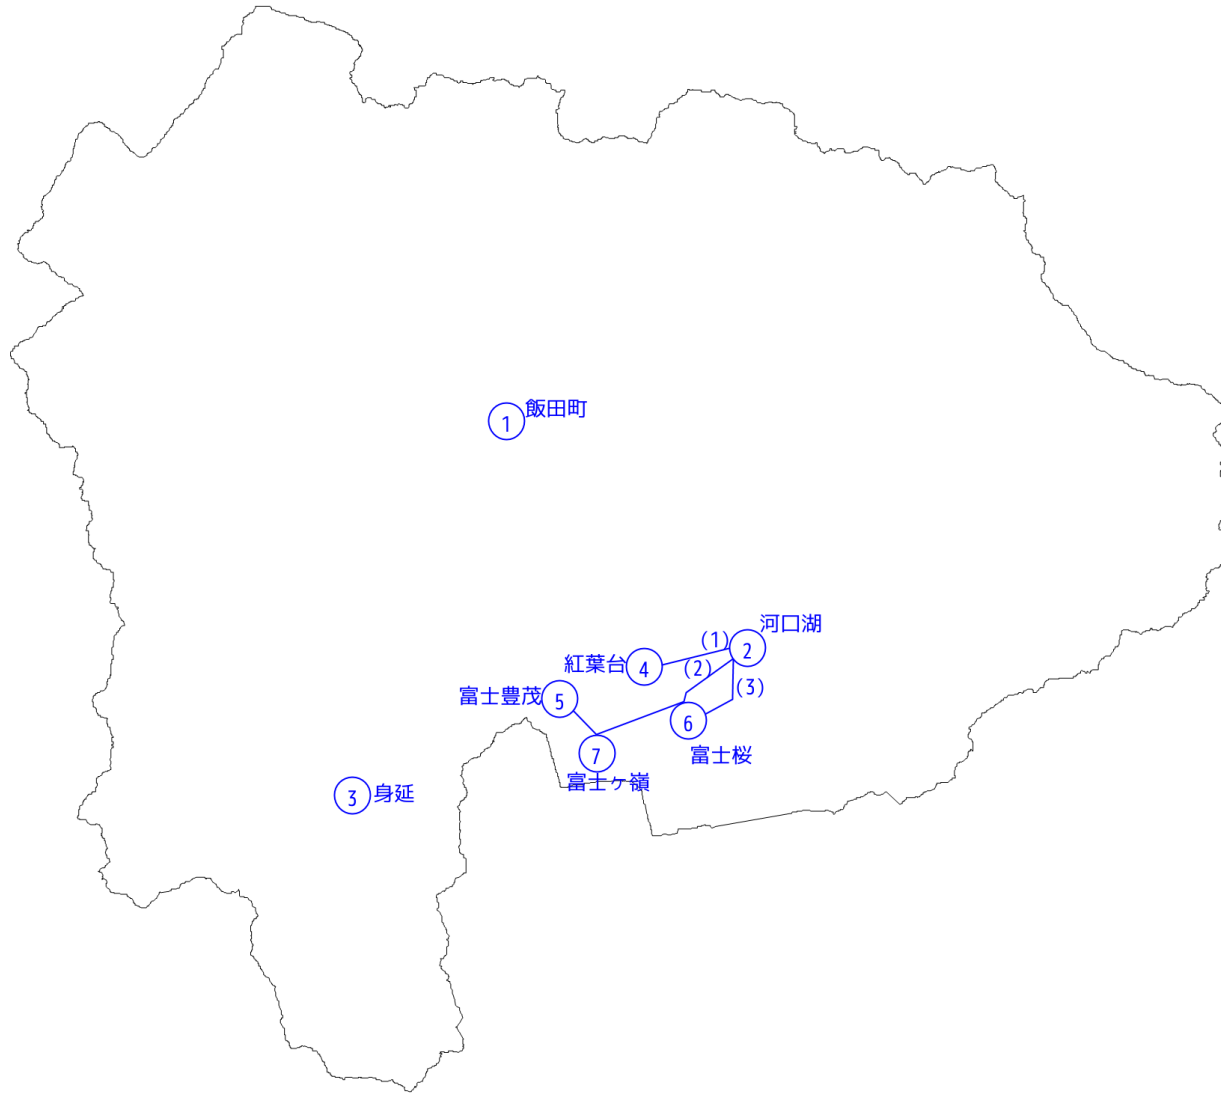 ① 飯田町
河口湖
(1)
②
紅葉台 ④
(2)
(3)
富士豊茂 ⑤
⑥
富士桜
⑦
富士ヶ嶺
③ 身延